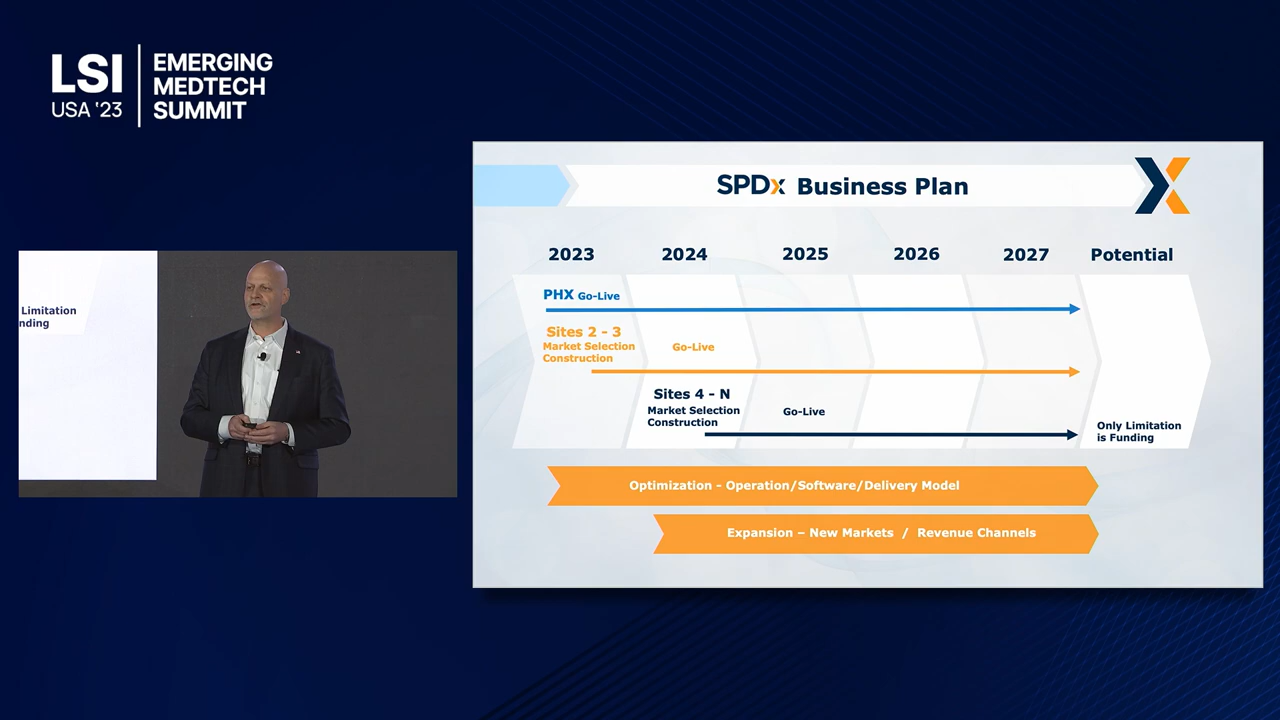 LSI
USA '23
EMERGING
MEDTECH
SUMMIT
Limitation
nding
SPDx Business Plan
2023 2024 2025 2026 2027 Potential
PHX Go-Live
Sites 2 - 3
Market Selection
Construction
Go-Live
Sites 4 - N
Market Selection
Construction
Go-Live
Only Limitation
is Funding
Optimization - Operation/Software/Delivery Model
Expansion – New Markets / Revenue Channels